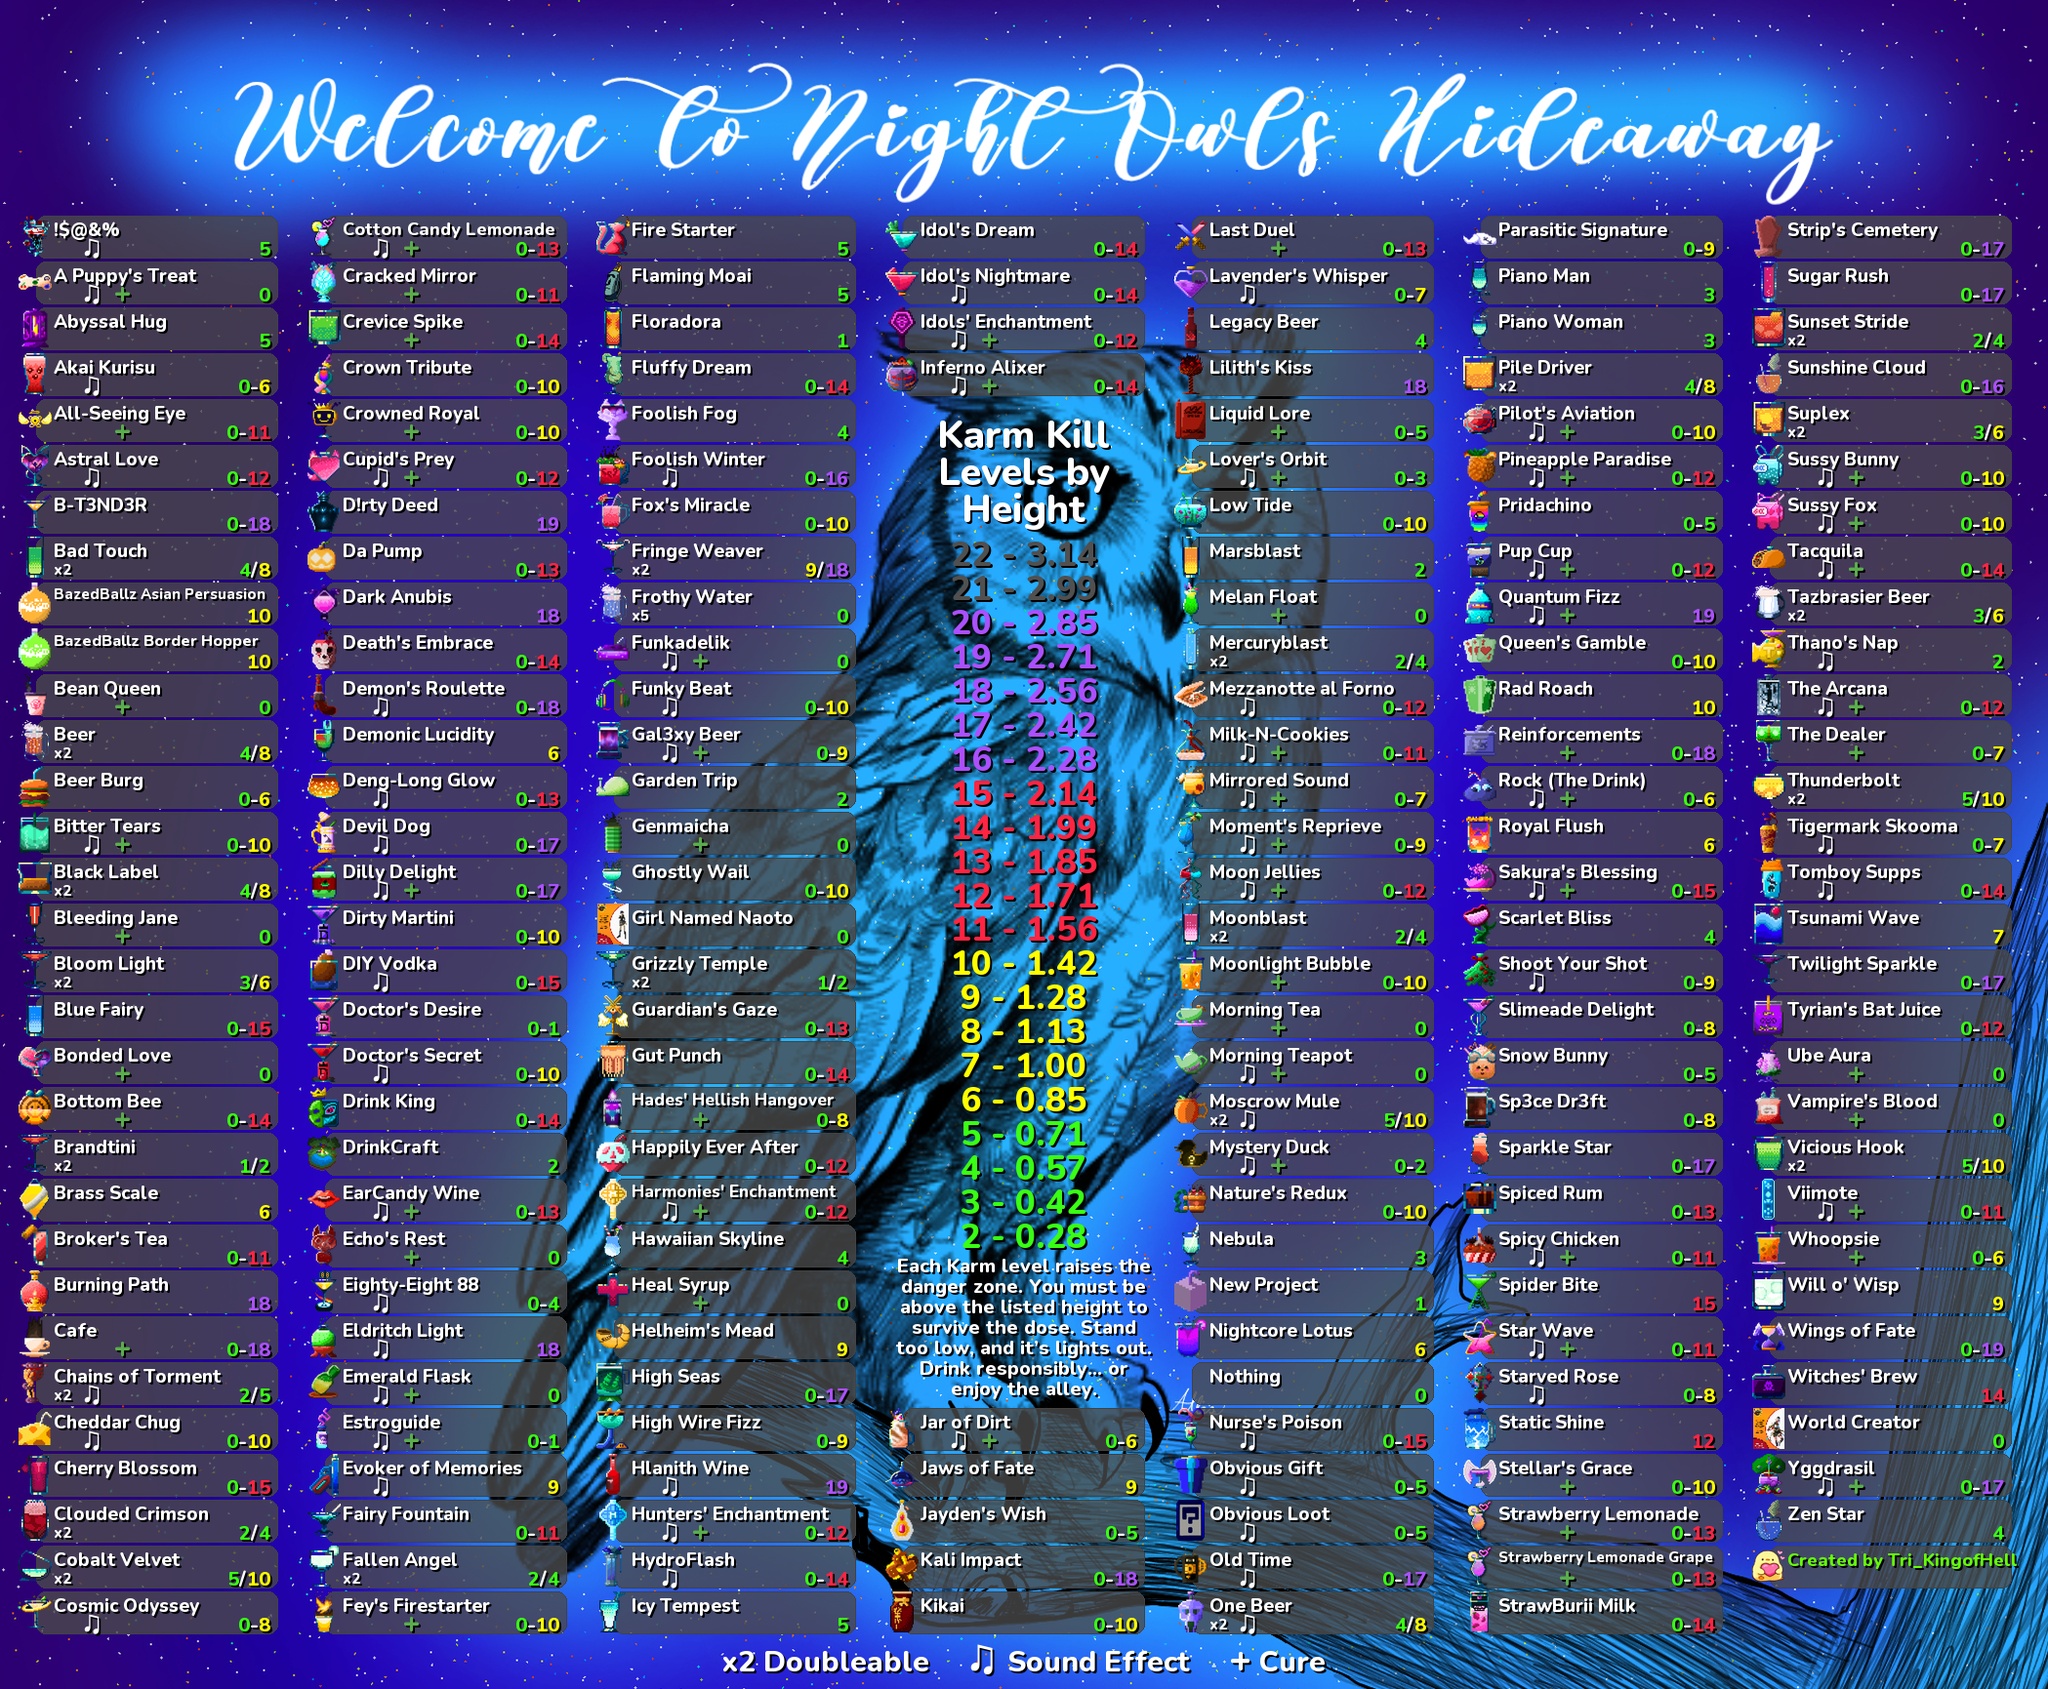 Welcome to Night Owls Hideaway
!$@&%
♫ 5
A Puppy's Treat
♫ + 0
Abyssal Hug
5
Akai Kurisu
♫ 0-6
All-Seeing Eye
+ 0-11
Astral Love
♫ 0-12
B-T3ND3R
0-18
Bad Touch
x2 4/8
BazedBallz Asian Persuasion
10
BazedBallz Border Hopper
10
Bean Queen
+ 0
Beer
x2 4/8
Beer Burg
0-6
Bitter Tears
♫ + 0-10
Black Label
x2 4/8
Bleeding Jane
+ 0
Bloom Light
x2 3/6
Blue Fairy
0-15
Bonded Love
+ 0
Bottom Bee
+ 0-14
Brandtini
x2 1/2
Brass Scale
6
Broker's Tea
0-11
Burning Path
18
Cafe
+ 0-18
Chains of Torment
x2 ♫ 2/5
Cheddar Chug
♫ 0-10
Cherry Blossom
0-15
Clouded Crimson
x2 2/4
Cobalt Velvet
x2 5/10
Cosmic Odyssey
♫ 0-8
Cotton Candy Lemonade
♫ + 0-13
Cracked Mirror
+ 0-11
Crevice Spike
+ 0-14
Crown Tribute
0-10
Crowned Royal
+ 0-10
Cupid's Prey
♫ + 0-12
D!rty Deed
19
Da Pump
0-13
Dark Anubis
18
Death's Embrace
0-14
Demon's Roulette
♫ 0-18
Demonic Lucidity
6
Deng-Long Glow
♫ 0-13
Devil Dog
♫ 0-17
Dilly Delight
♫ + 0-17
Dirty Martini
0-10
DIY Vodka
♫ 0-15
Doctor's Desire
0-1
Doctor's Secret
♫ 0-10
Drink King
0-14
DrinkCraft
2
EarCandy Wine
♫ + 0-13
Echo's Rest
+ 0
Eighty-Eight 88
♫ 0-4
Eldritch Light
♫ 18
Emerald Flask
♫ + 0
Estroguide
♫ + 0-1
Evoker of Memories
♫ 9
Fairy Fountain
0-11
Fallen Angel
x2 2/4
Fey's Firestarter
+ 0-10
Fire Starter
5
Flaming Moai
5
Floradora
1
Fluffy Dream
0-14
Foolish Fog
4
Foolish Winter
♫ 0-16
Fox's Miracle
0-10
Fringe Weaver
x2 9/18
Frothy Water
x5 0
Funkadelik
♫ + 0
Funky Beat
♫ 0-10
Gal3xy Beer
♫ + 0-9
Garden Trip
2
Genmaicha
+ 0
Ghostly Wail
0-10
Girl Named Naoto
0
Grizzly Temple
x2 1/2
Guardian's Gaze
0-13
Gut Punch
0-14
Hades' Hellish Hangover
+ 0-8
Happily Ever After
0-12
Harmonies' Enchantment
♫ + 0-12
Hawaiian Skyline
4
Heal Syrup
+ 0
Helheim's Mead
9
High Seas
0-17
High Wire Fizz
0-9
Hlanith Wine
♫ 19
Hunters' Enchantment
♫ + 0-12
HydroFlash
♫ 0-14
Icy Tempest
5
Idol's Dream
0-14
Idol's Nightmare
♫ 0-14
Idols' Enchantment
♫ + 0-12
Inferno Alixer
♫ + 0-14
Karm Kill
Levels by
Height
22 - 3.14
21 - 2.99
20 - 2.85
19 - 2.71
18 - 2.56
17 - 2.42
16 - 2.28
15 - 2.14
14 - 1.99
13 - 1.85
12 - 1.71
11 - 1.56
10 - 1.42
9 - 1.28
8 - 1.13
7 - 1.00
6 - 0.85
5 - 0.71
4 - 0.57
3 - 0.42
2 - 0.28
Each Karm level raises the
danger zone. You must be
above the listed height to
survive the dose. Stand
too low, and it's lights out.
Drink responsibly... or
enjoy the alley.
Jar of Dirt
♫ + 0-6
Jaws of Fate
9
Jayden's Wish
0-5
Kali Impact
0-18
Kikai
0-10
Last Duel
+ 0-13
Lavender's Whisper
♫ 0-7
Legacy Beer
4
Lilith's Kiss
18
Liquid Lore
+ 0-5
Lover's Orbit
♫ + 0-3
Low Tide
0-10
Marsblast
2
Melan Float
+ 0
Mercuryblast
x2 2/4
Mezzanotte al Forno
♫ 0-12
Milk-N-Cookies
♫ + 0-11
Mirrored Sound
♫ + 0-7
Moment's Reprieve
♫ + 0-9
Moon Jellies
♫ + 0-12
Moonblast
x2 2/4
Moonlight Bubble
+ 0-10
Morning Tea
+ 0
Morning Teapot
♫ + 0
Moscrow Mule
x2 ♫ 5/10
Mystery Duck
♫ + 0-2
Nature's Redux
0-10
Nebula
3
New Project
1
Nightcore Lotus
6
Nothing
0
Nurse's Poison
♫ 0-15
Obvious Gift
♫ 0-5
Obvious Loot
♫ 0-5
Old Time
♫ 0-17
One Beer
x2 ♫ 4/8
Parasitic Signature
0-9
Piano Man
3
Piano Woman
3
Pile Driver
x2 4/8
Pilot's Aviation
♫ + 0-10
Pineapple Paradise
♫ + 0-12
Pridachino
0-5
Pup Cup
♫ + 0-12
Quantum Fizz
♫ + 19
Queen's Gamble
0-10
Rad Roach
10
Reinforcements
+ 0-18
Rock (The Drink)
♫ + 0-6
Royal Flush
6
Sakura's Blessing
♫ + 0-15
Scarlet Bliss
4
Shoot Your Shot
♫ 0-9
Slimeade Delight
0-8
Snow Bunny
0-5
Sp3ce Dr3ft
0-8
Sparkle Star
0-17
Spiced Rum
0-13
Spicy Chicken
♫ + 0-11
Spider Bite
15
Star Wave
♫ + 0-11
Starved Rose
♫ 0-8
Static Shine
12
Stellar's Grace
+ 0-10
Strawberry Lemonade
+ 0-13
Strawberry Lemonade Grape
+ 0-13
StrawBurii Milk
0-14
Strip's Cemetery
0-17
Sugar Rush
0-17
Sunset Stride
x2 2/4
Sunshine Cloud
0-16
Suplex
x2 3/6
Sussy Bunny
♫ + 0-10
Sussy Fox
♫ + 0-10
Tacquila
♫ + 0-14
Tazbrasier Beer
x2 3/6
Thano's Nap
♫ 2
The Arcana
♫ + 0-12
The Dealer
+ 0-7
Thunderbolt
x2 5/10
Tigermark Skooma
♫ 0-7
Tomboy Supps
♫ 0-14
Tsunami Wave
7
Twilight Sparkle
0-17
Tyrian's Bat Juice
0-12
Ube Aura
+ 0
Vampire's Blood
+ 0
Vicious Hook
x2 5/10
Viimote
♫ + 0-11
Whoopsie
+ 0-6
Will o' Wisp
9
Wings of Fate
0-19
Witches' Brew
14
World Creator
0
Yggdrasil
♫ + 0-17
Zen Star
4
Created by Tri_KingofHell
x2 Doubleable ♫ Sound Effect + Cure